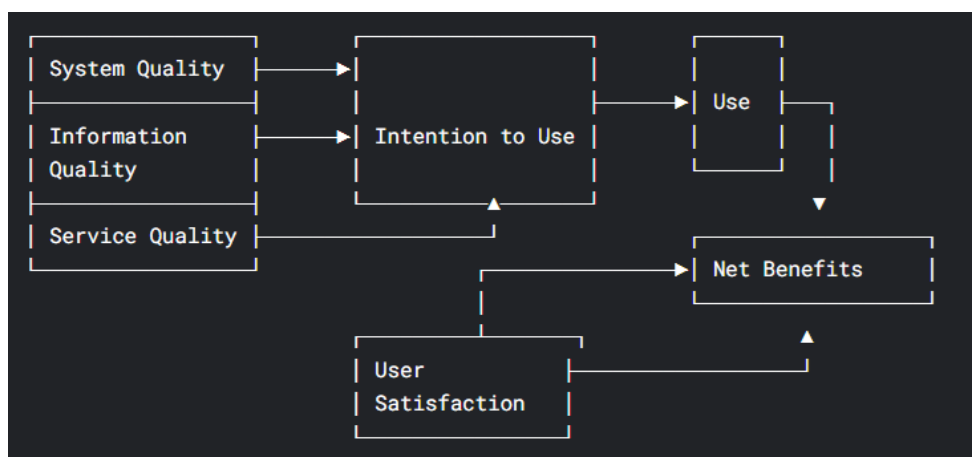 System Quality
Information
Quality
Service Quality
Intention to Use
Use
Net Benefits
User
Satisfaction